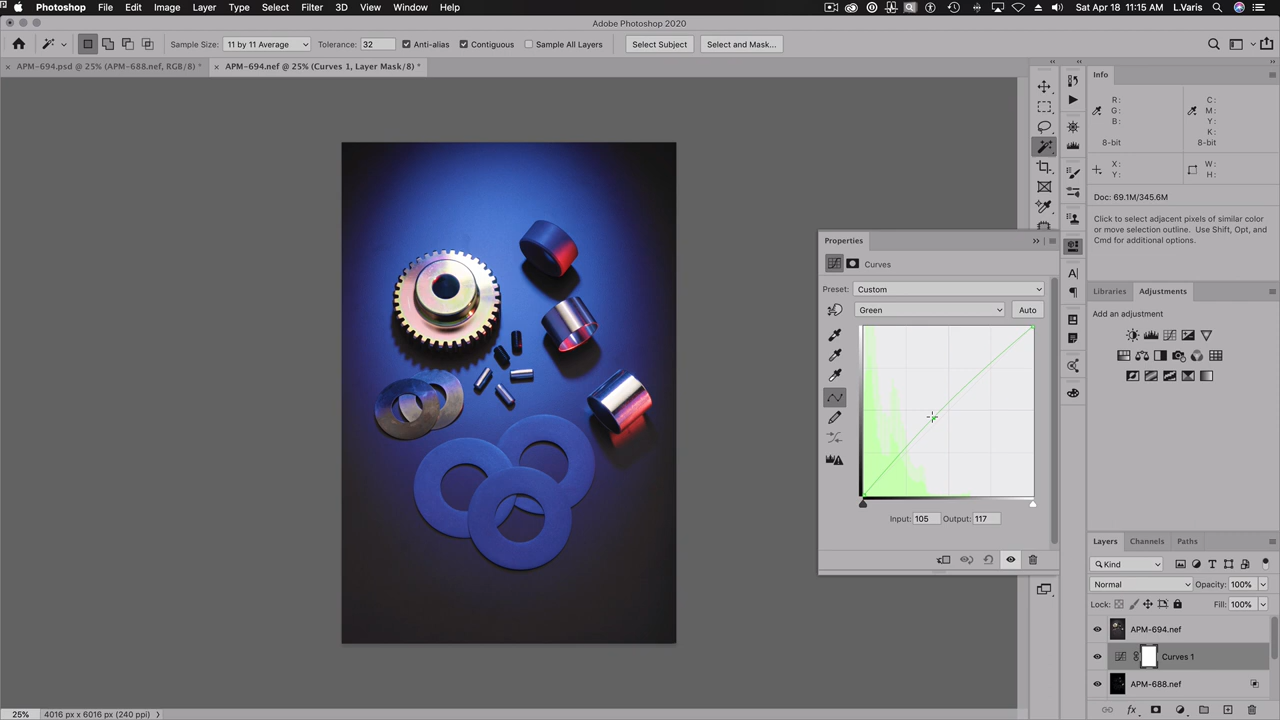 Photoshop File Edit Image Layer Type Select Filter 3D View Window Help Sat Apr 18 11:15 AM L.Varis
Adobe Photoshop 2020
Sample Size: 11 by 11 Average Tolerance: 32 Anti-alias Contiguous Sample All Layers Select Subject Select and Mask...
× APM-694.psd @ 25% (APM-688.nef, RGB/8) * × APM-694.nef @ 25% (Curves 1, Layer Mask/8) *
Info
R: C:
G: M:
B: Y:
K:
8-bit 8-bit
X: W:
Y: H:
Doc: 69.1M/345.6M
Click to select adjacent pixels of similar color
or move selection outline. Use Shift, Opt, and
Cmd for additional options.
Properties
Curves
Preset: Custom
Green Auto
Input: 105 Output: 117
Libraries Adjustments
Add an adjustment
Layers Channels Paths
Kind
Normal Opacity: 100%
Lock: Fill: 100%
APM-694.nef
Curves 1
APM-688.nef
fx
25% 4016 px x 6016 px (240 ppi)